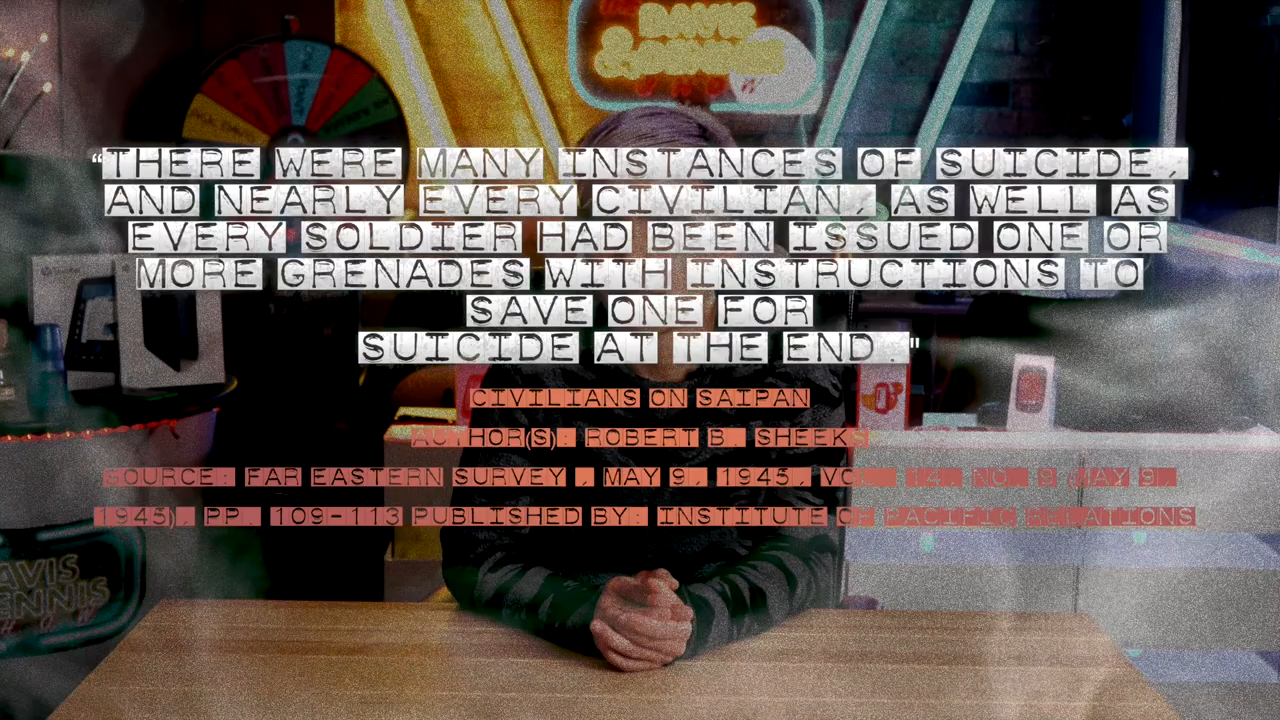 DAVIS
“THERE WERE MANY INSTANCES OF SUICIDE,
AND NEARLY EVERY CIVILIAN, AS WELL AS
EVERY SOLDIER HAD BEEN ISSUED ONE OR
MORE GRENADES WITH INSTRUCTIONS TO
SAVE ONE FOR
SUICIDE AT THE END."
CIVILIANS ON SAIPAN
AUTHOR(S): ROBERT B. SHEEKS
SOURCE: FAR EASTERN SURVEY , MAY 9, 1945, VOL. 14, NO. 9 (MAY 9,
1945), PP. 109-113 PUBLISHED BY: INSTITUTE OF PACIFIC RELATIONS
AVIS
ENNIS